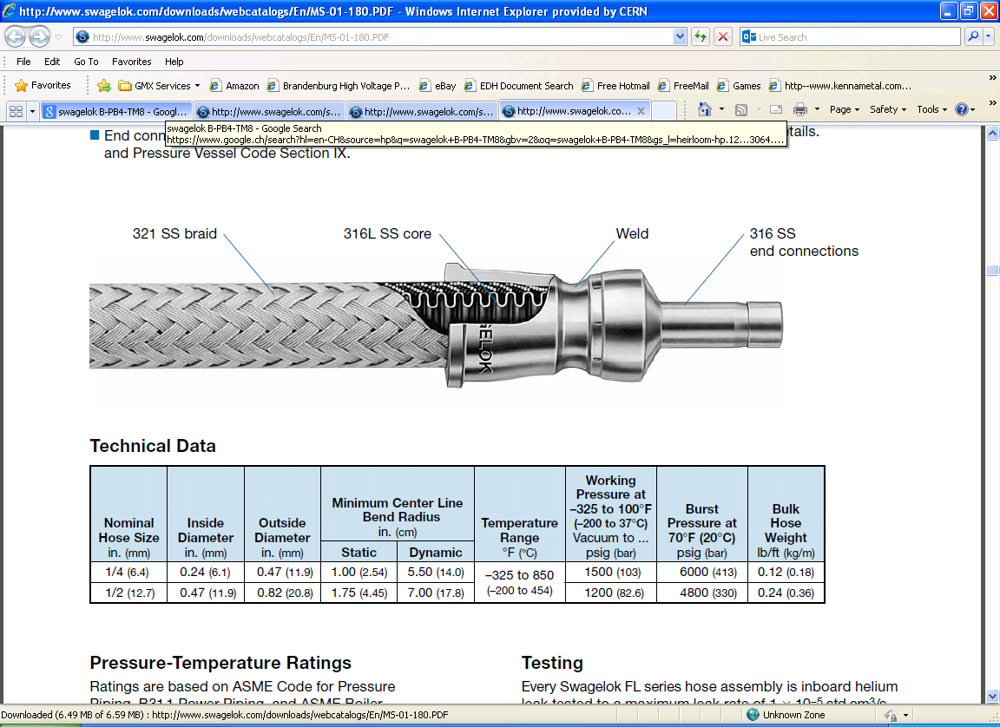 http://www.swagelok.com/downloads/webcatalogs/En/MS-01-180.PDF - Windows Internet Explorer provided by CERN
http://www.swagelok.com/downloads/webcatalogs/En/MS-01-180.PDF
Live Search
File Edit Go To Favorites Help
Favorites GMX Services Amazon Brandenburg High Voltage P... eBay EDH Document Search Free Hotmail FreeMail Games http--www.kennametal.com...
swagelok B-PB4-TM8 - Googl... http://www.swagelok.com/s... http://www.swagelok.com/s... http://www.swagelok.co... Page Safety Tools
swagelok B-PB4-TM8 - Google Search
https://www.google.ch/search?hl=en-CH&source=hp&q=swagelok+B-PB4-TM8&gbv=2&oq=swagelok+B-PB4-TM8&gs_l=heirloom-hp.12...3064....
End conn tails.
and Pressure Vessel Code Section IX.
321 SS braid 316L SS core Weld 316 SS
end connections
GELOK
Technical Data
Nominal Hose Size in. (mm)
Inside Diameter in. (mm)
Outside Diameter in. (mm)
Minimum Center Line Bend Radius in. (cm)
Static Dynamic
Temperature Range °F (°C)
Working Pressure at –325 to 100°F (–200 to 37°C) Vacuum to ... psig (bar)
Burst Pressure at 70°F (20°C) psig (bar)
Bulk Hose Weight lb/ft (kg/m)
1/4 (6.4) 0.24 (6.1) 0.47 (11.9) 1.00 (2.54) 5.50 (14.0) –325 to 850 1500 (103) 6000 (413) 0.12 (0.18)
1/2 (12.7) 0.47 (11.9) 0.82 (20.8) 1.75 (4.45) 7.00 (17.8) (–200 to 454) 1200 (82.6) 4800 (330) 0.24 (0.36)
Pressure-Temperature Ratings
Ratings are based on ASME Code for Pressure
Piping, B31.1 Power Piping, and ASME Boiler
Testing
Every Swagelok FL series hose assembly is inboard helium
leak tested to a maximum leak rate of 1 × 10–5 std cm3/s
Downloaded (6.49 MB of 6.59 MB) : http://www.swagelok.com/downloads/webcatalogs/En/MS-01-180.PDF Unknown Zone